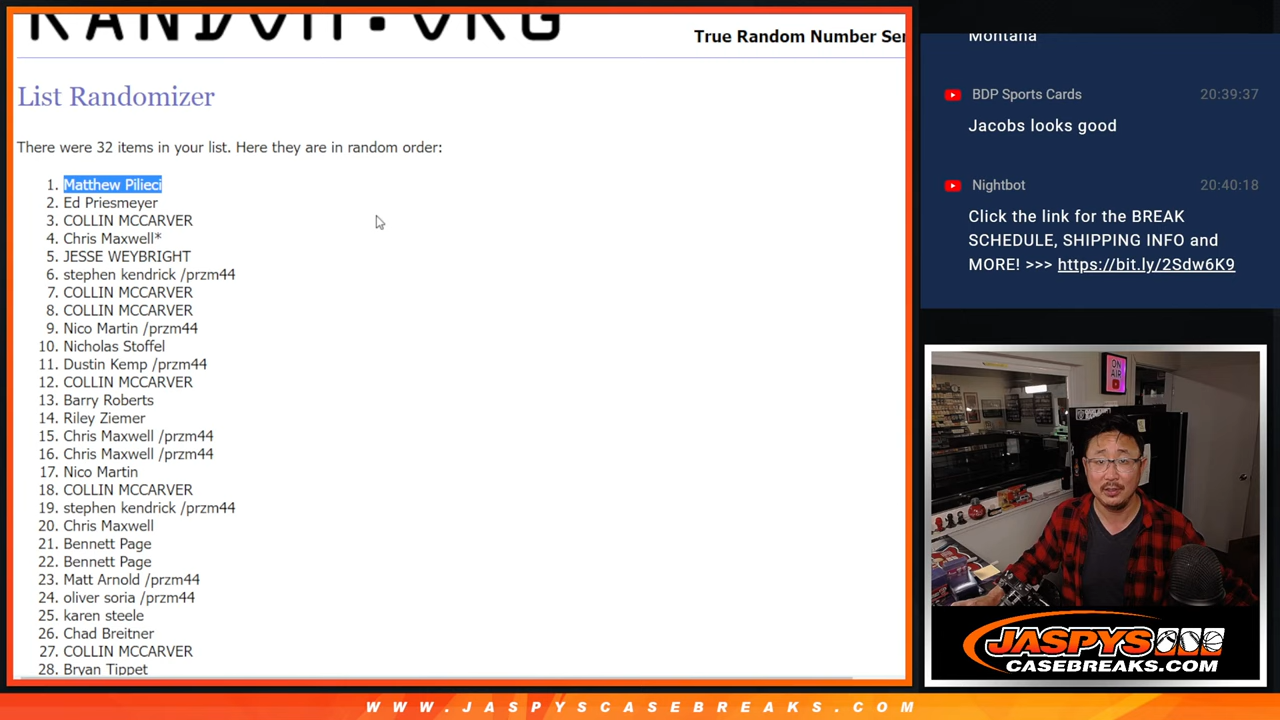 RANDOM.ORG
True Random Number Ser
List Randomizer
There were 32 items in your list. Here they are in random order:
1. Matthew Pilieci
2. Ed Priesmeyer
3. COLLIN MCCARVER
4. Chris Maxwell*
5. JESSE WEYBRIGHT
6. stephen kendrick /przm44
7. COLLIN MCCARVER
8. COLLIN MCCARVER
9. Nico Martin /przm44
10. Nicholas Stoffel
11. Dustin Kemp /przm44
12. COLLIN MCCARVER
13. Barry Roberts
14. Riley Ziemer
15. Chris Maxwell /przm44
16. Chris Maxwell /przm44
17. Nico Martin
18. COLLIN MCCARVER
19. stephen kendrick /przm44
20. Chris Maxwell
21. Bennett Page
22. Bennett Page
23. Matt Arnold /przm44
24. oliver soria /przm44
25. karen steele
26. Chad Breitner
27. COLLIN MCCARVER
28. Bryan Tippet
Montana
BDP Sports Cards 20:39:37
Jacobs looks good
Nightbot 20:40:18
Click the link for the BREAK
SCHEDULE, SHIPPING INFO and
MORE! >>> https://bit.ly/2Sdw6K9
ON
AIR
JASPYS
CASEBREAKS.COM
WWW.JASPYSCASEBREAKS.COM